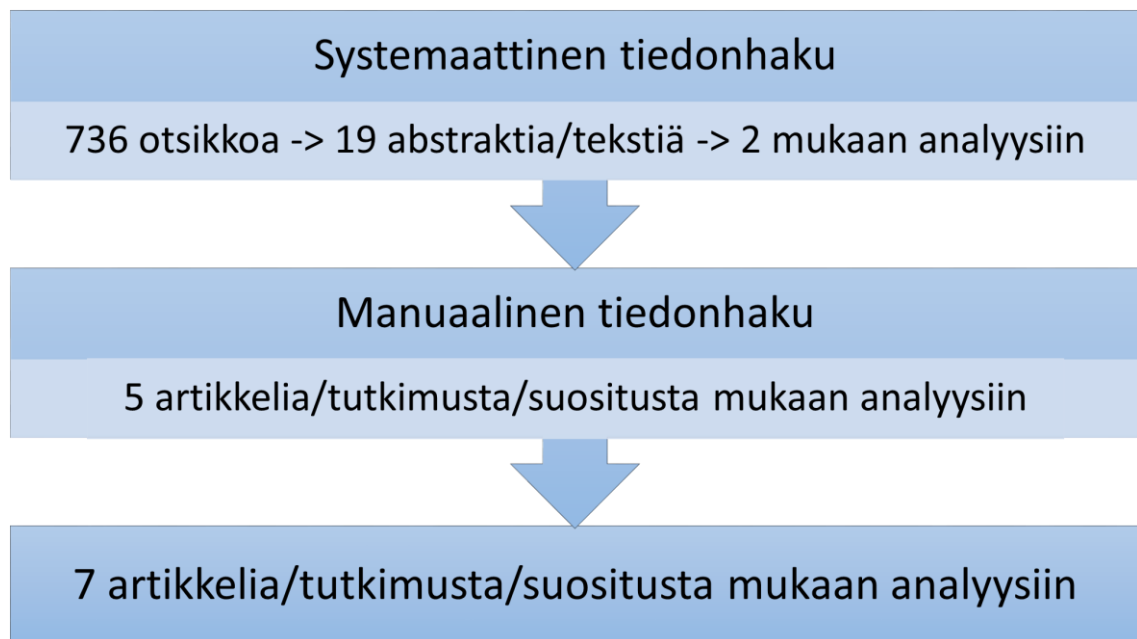 Systemaattinen tiedonhaku
736 otsikkoa -> 19 abstraktia/tekstiä -> 2 mukaan analyysiin
Manuaalinen tiedonhaku
5 artikkelia/tutkimusta/suositusta mukaan analyysiin
7 artikkelia/tutkimusta/suositusta mukaan analyysiin